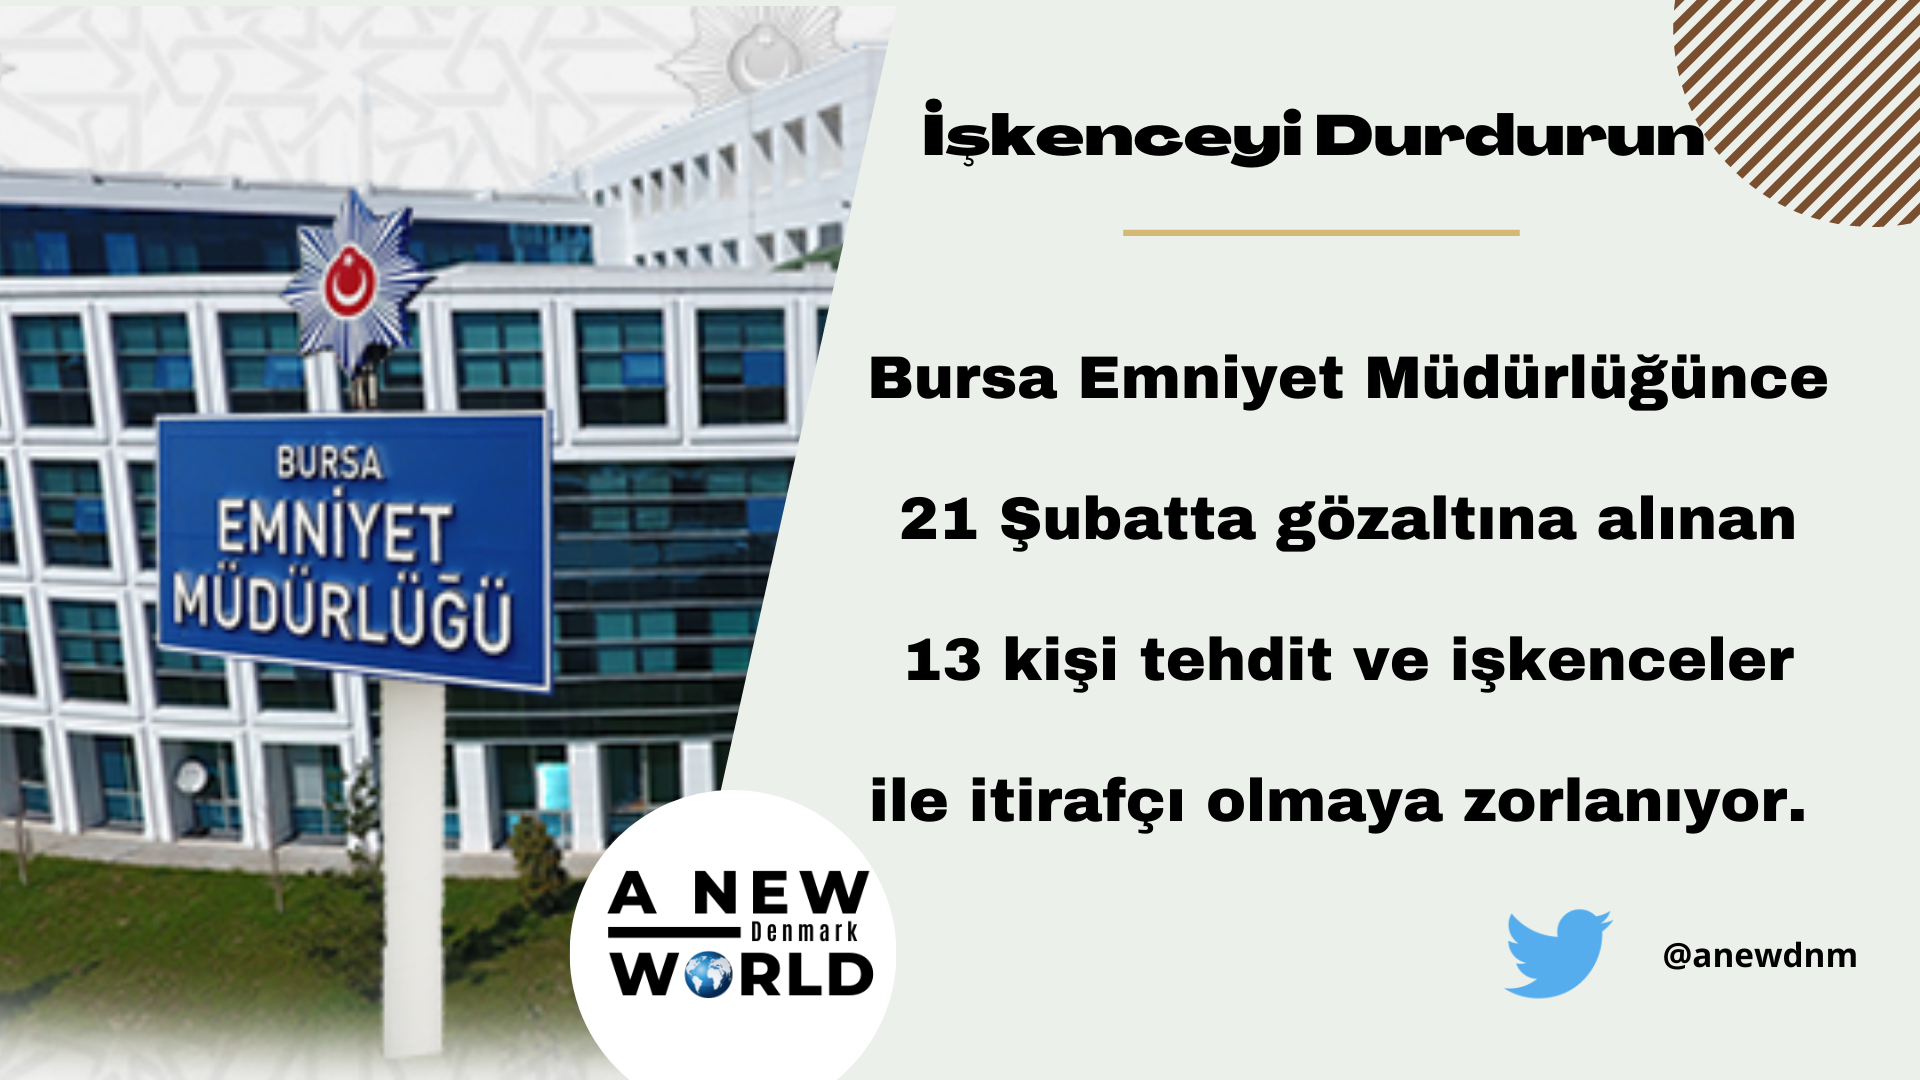 İşkenceyi Durdurun
Bursa Emniyet Müdürlüğünce
21 Şubatta gözaltına alınan
13 kişi tehdit ve işkenceler
ile itirafçı olmaya zorlanıyor.
BURSA
EMNİYET
MÜDÜRLÜĞÜ
A NEW
Denmark
WORLD
@anewdnm